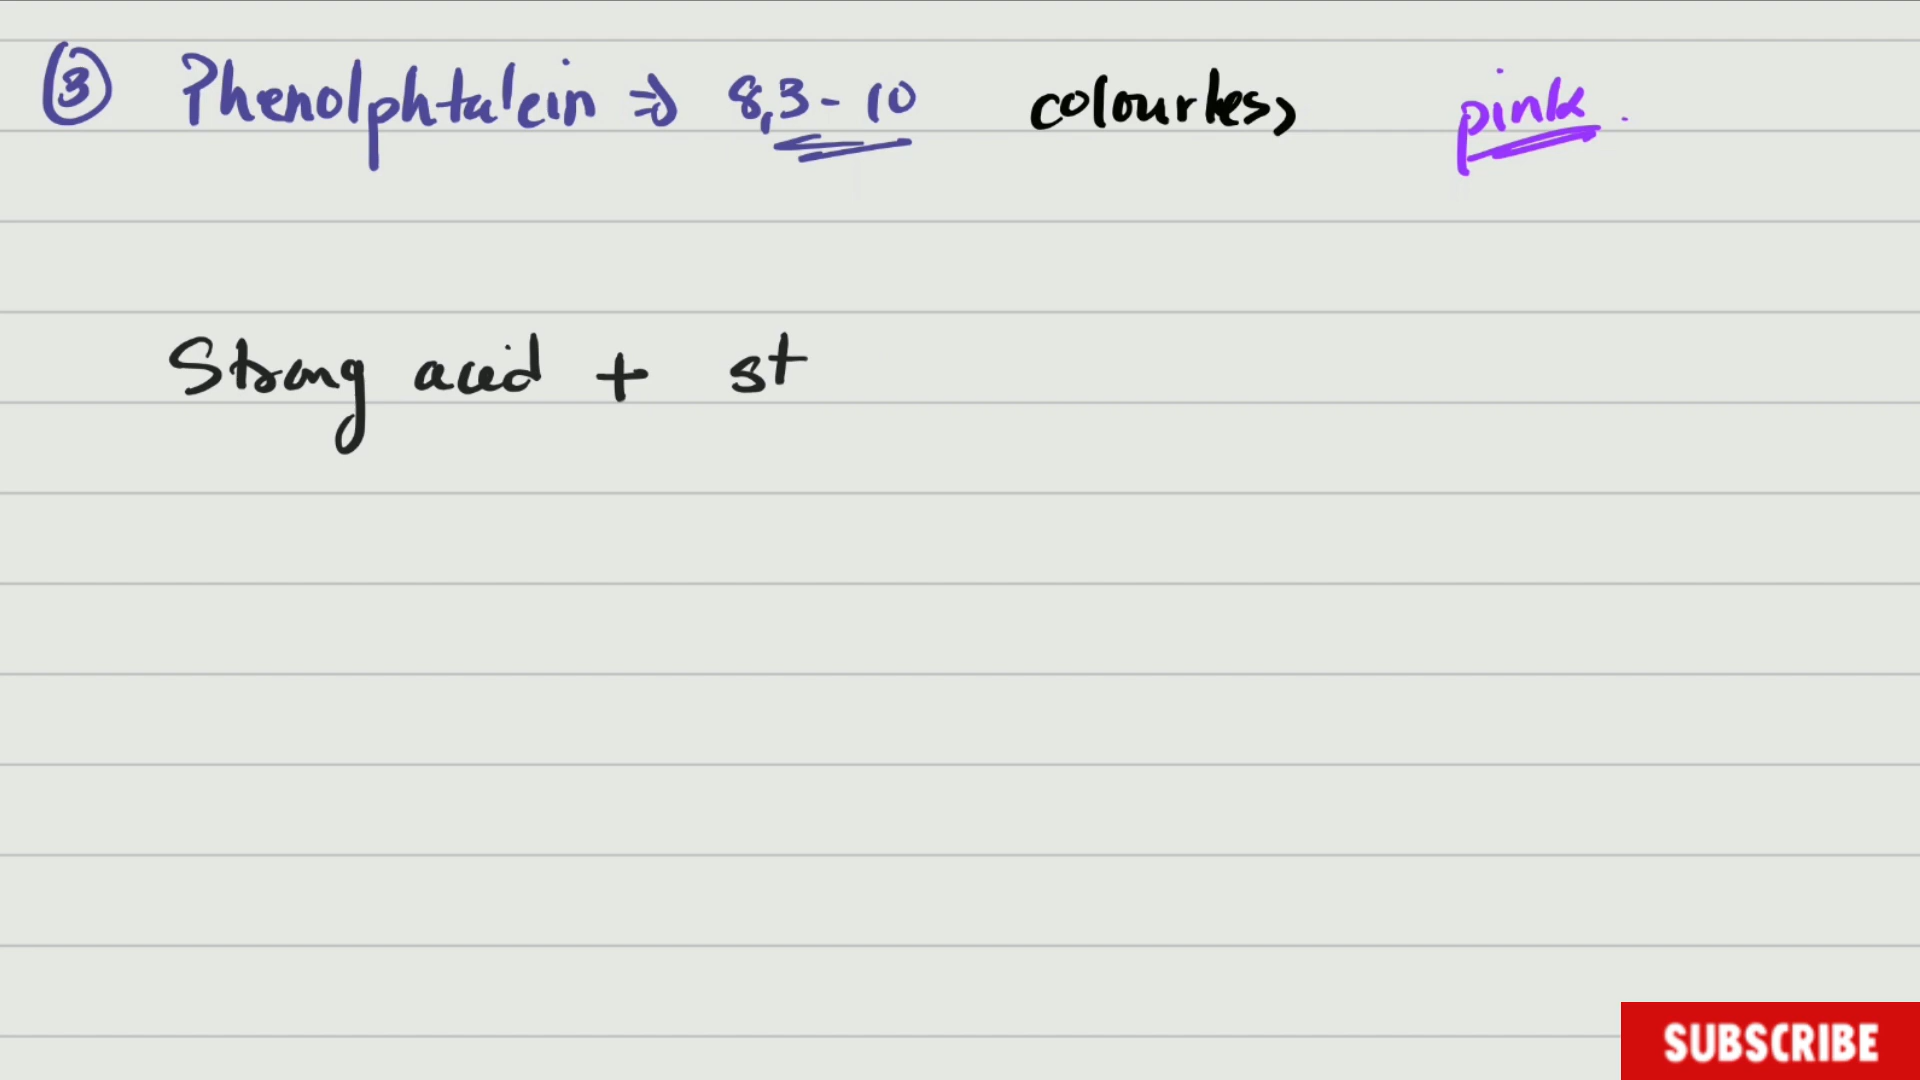 ③ Phenolphtalein ⇒ 8,3 - 10 colourless, pink.
Strong acid + st
SUBSCRIBE